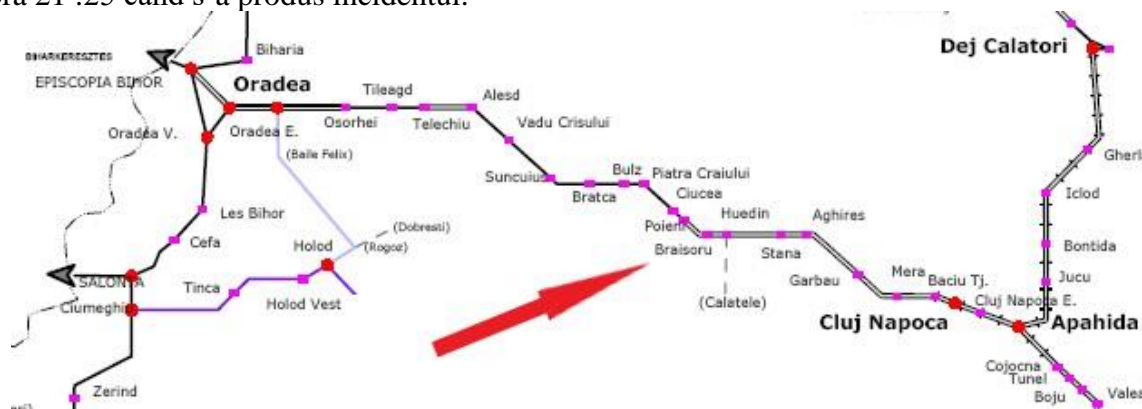 21 :25 când s-a produs incidentul.
BIHARKERESZTES
EPISCOPIA BIHOR
Biharia
Oradea
Oradea V.
Oradea E.
Osorhei
Tileagd
Telechiu
Alesd
Vadu Crisului
Suncuius
Bratca
Bulz
Piatra Craiului
Ciucea
Poieni
Braisoru
Huedin
(Calatele)
Stana
Aghires
Garbau
Mera
Baciu Tj.
Cluj Napoca
Cluj Napoca E.
Apahida
Dej Calatori
Iclod
Bontida
Jucu
Cojocna
Tunel
Boju
(Baile Felix)
Les Bihor
Cefa
SALONTA
Ciumeghiu
Tinca
Holod
Holod Vest
(Dobresti)
(Rogoz)
Zerind